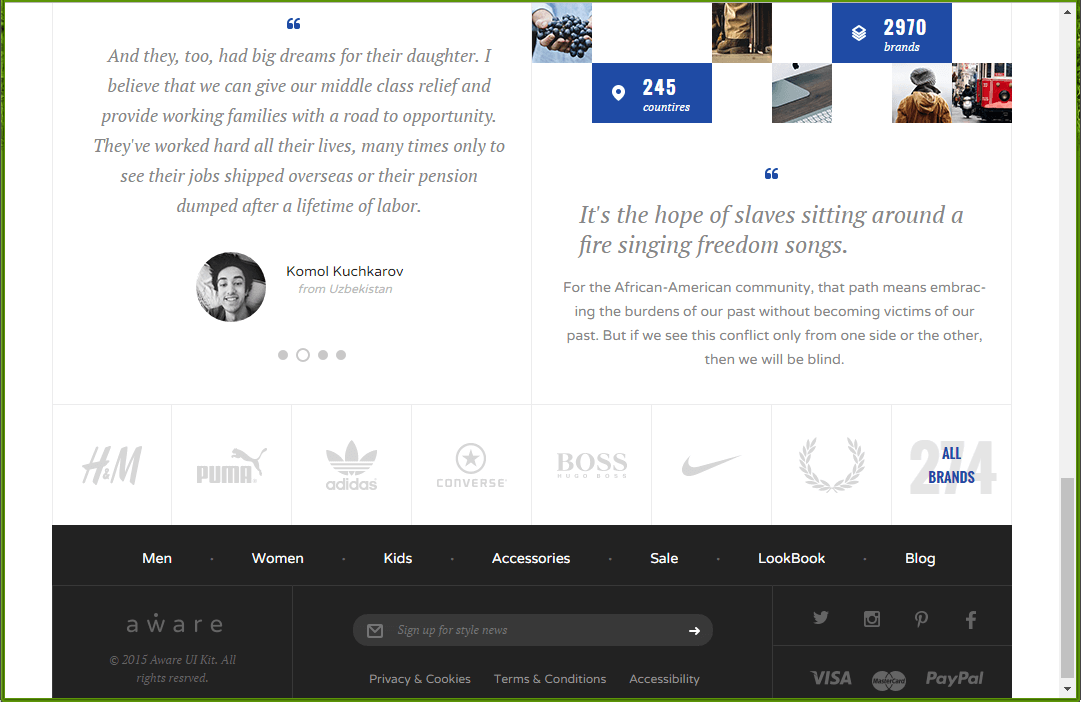 ❝
And they, too, had big dreams for their daughter. I
believe that we can give our middle class relief and
provide working families with a road to opportunity.
They've worked hard all their lives, many times only to
see their jobs shipped overseas or their pension
dumped after a lifetime of labor.
Komol Kuchkarov
from Uzbekistan
2970
brands
245
countires
❝
It's the hope of slaves sitting around a
fire singing freedom songs.
For the African-American community, that path means embrac-
ing the burdens of our past without becoming victims of our
past. But if we see this conflict only from one side or the other,
then we will be blind.
H&M
PUMA
adidas
CONVERSE
BOSS
HUGO BOSS
274
ALL
BRANDS
Men · Women · Kids · Accessories · Sale · LookBook · Blog
aware
© 2015 Aware UI Kit. All
rights resrved.
Sign up for style news
Privacy & Cookies Terms & Conditions Accessibility
VISA MasterCard PayPal